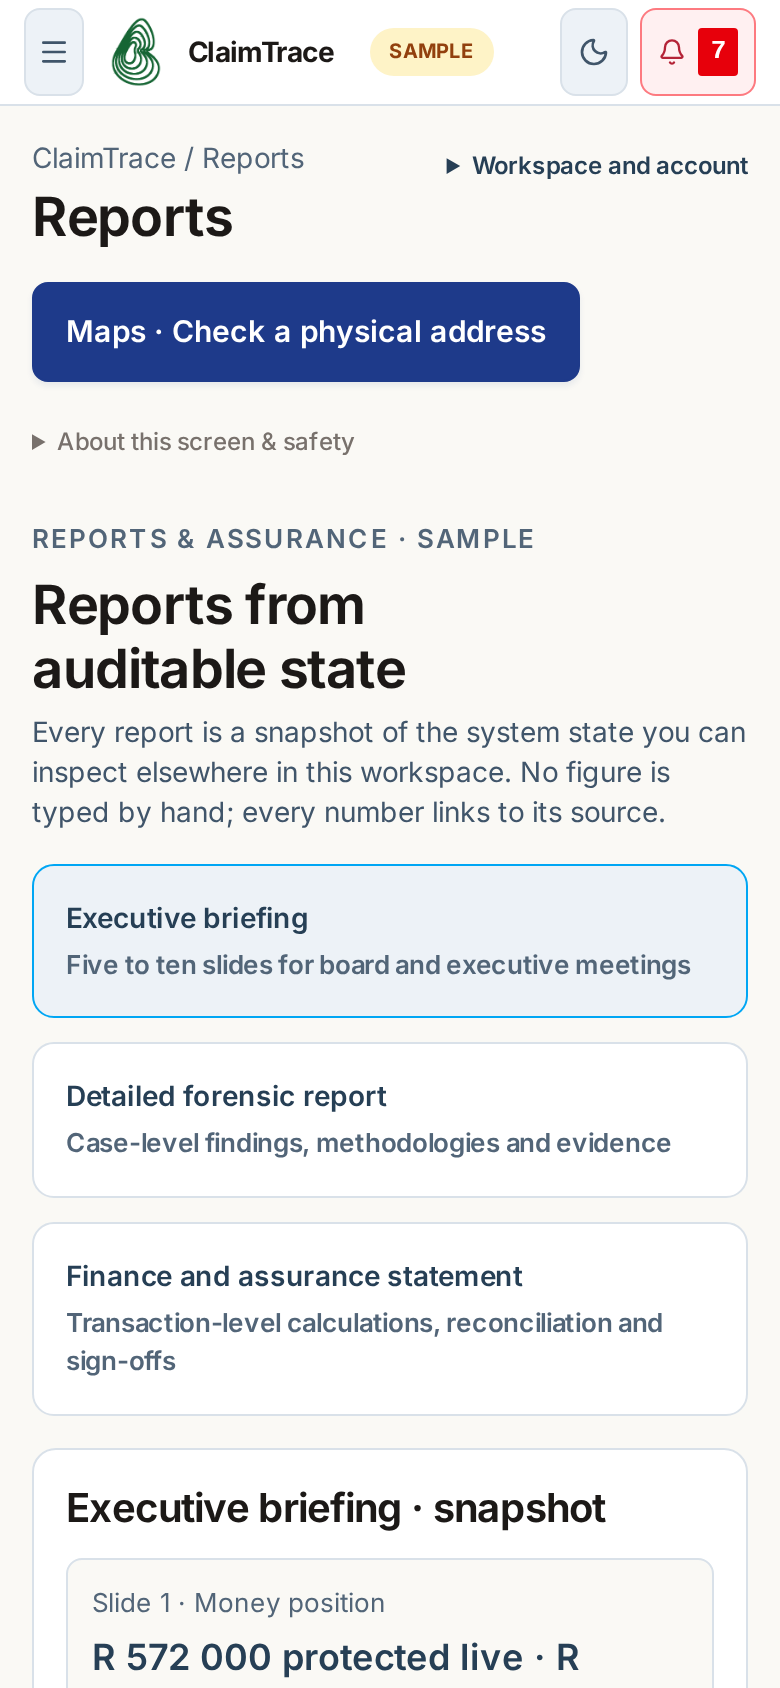 ClaimTrace
SAMPLE
7
ClaimTrace / Reports
▶ Workspace and account
Reports
Maps · Check a physical address
▶ About this screen & safety
REPORTS & ASSURANCE · SAMPLE
Reports from
auditable state
Every report is a snapshot of the system state you can
inspect elsewhere in this workspace. No figure is
typed by hand; every number links to its source.
Executive briefing
Five to ten slides for board and executive meetings
Detailed forensic report
Case-level findings, methodologies and evidence
Finance and assurance statement
Transaction-level calculations, reconciliation and
sign-offs
Executive briefing · snapshot
Slide 1 · Money position
R 572 000 protected live · R